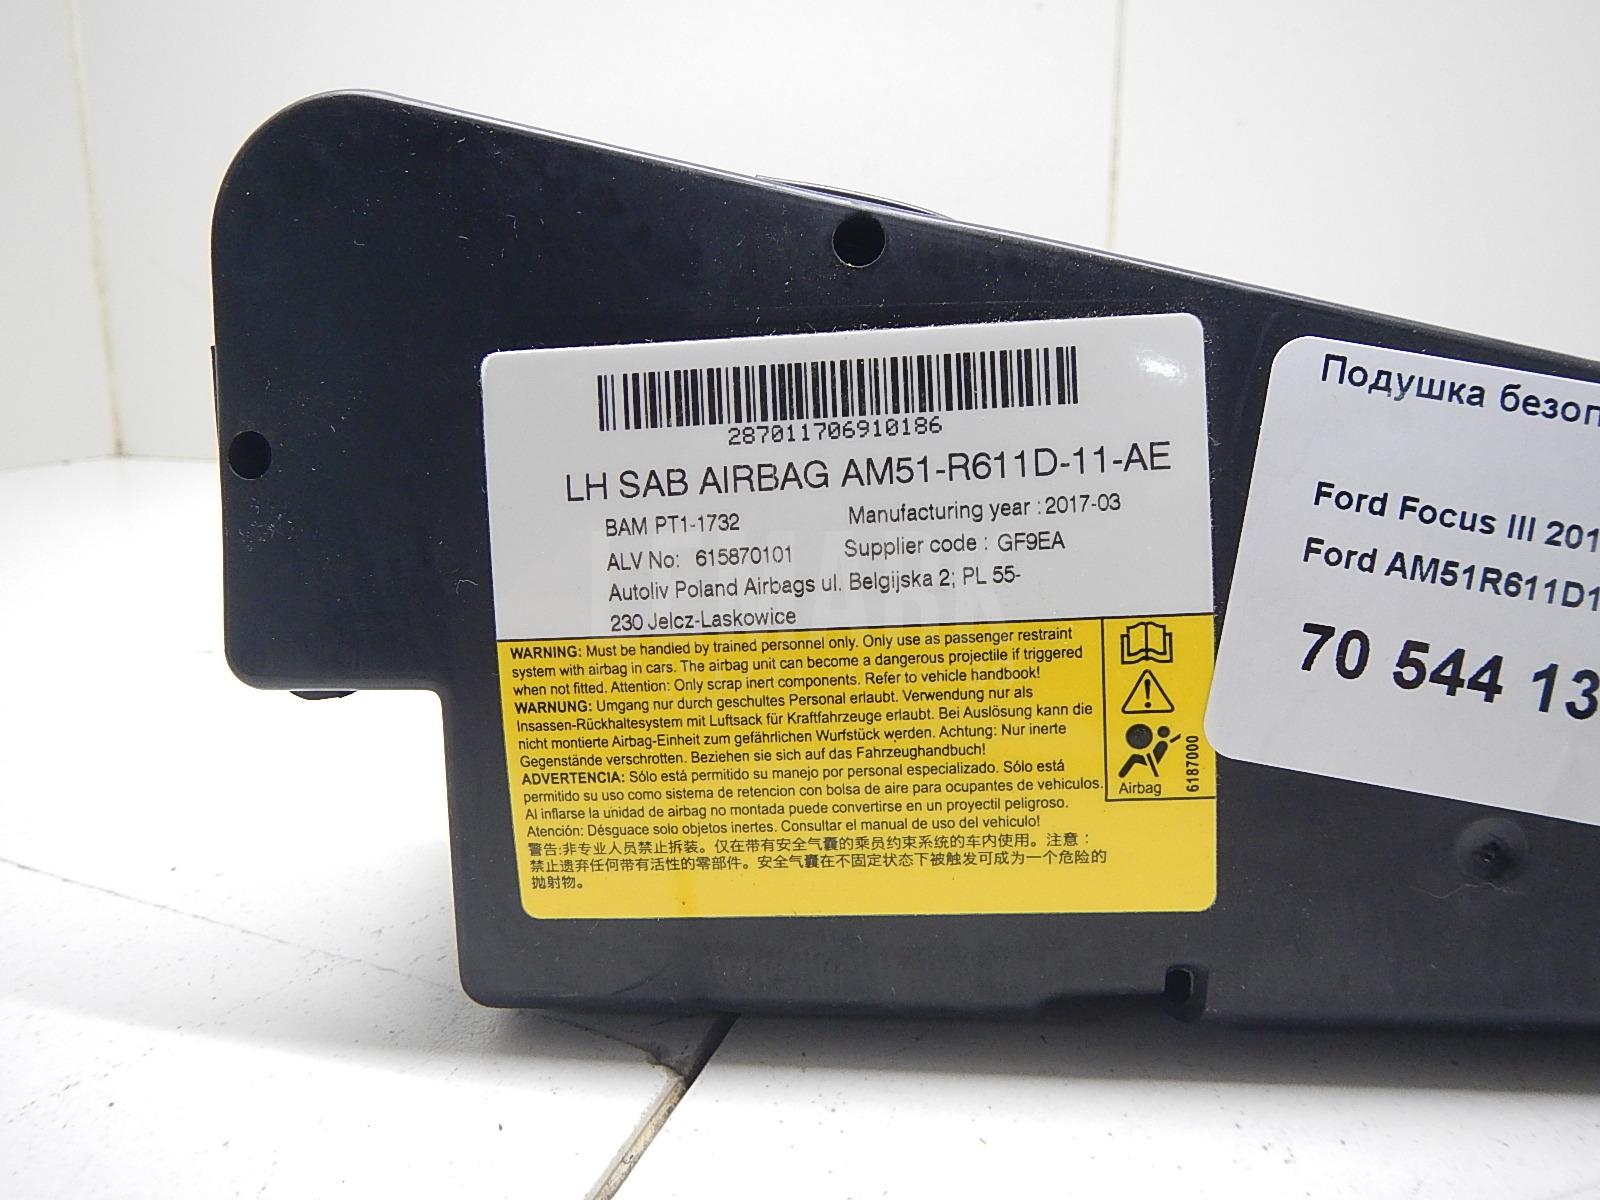 287011706910186
LH SAB AIRBAG AM51-R611D-11-AE
BAM PT1-1732
Manufacturing year : 2017-03
ALV No: 615870101
Supplier code : GF9EA
Autoliv Poland Airbags ul. Belgijska 2; PL 55-
230 Jelcz-Laskowice
WARNING: Must be handled by trained personnel only. Only use as passenger restraint
system with airbag in cars. The airbag unit can become a dangerous projectile if triggered
when not fitted. Attention: Only scrap inert components. Refer to vehicle handbook!
WARNUNG: Umgang nur durch geschultes Personal erlaubt. Verwendung nur als
Insassen-Rückhaltesystem mit Luftsack für Kraftfahrzeuge erlaubt. Bei Auslösung kann die
nicht montierte Airbag-Einheit zum gefährlichen Wurfstück werden. Achtung: Nur inerte
Gegenstände verschrotten. Beziehen sie sich auf das Fahrzeughandbuch!
ADVERTENCIA: Sólo está permitido su manejo por personal especializado. Sólo está
permitido su uso como sistema de retencion con bolsa de aire para ocupantes de vehiculos.
Al inflarse la unidad de airbag no montada puede convertirse en un proyectil peligroso.
Atención: Désguace solo objetos inertes. Consultar el manual de uso del vehiculo!
警告:非专业人员禁止拆装。仅在带有安全气囊的乘员约束系统的车内使用。注意：
禁止遗弃任何带有活性的零部件。安全气囊在不固定状态下被触发可成为一个危险的
抛射物。
Airbag
6187000
Подушка безоп
Ford Focus III 201
Ford AM51R611D1
70 544 13